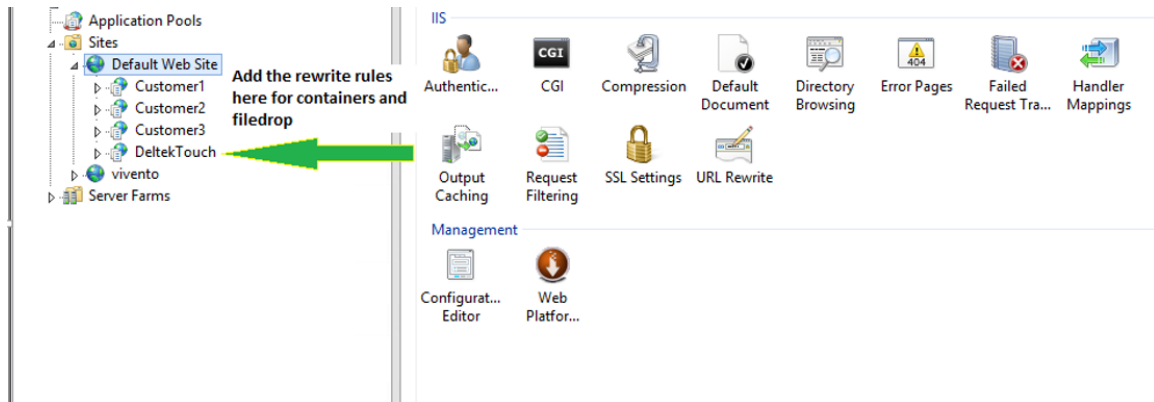 Application Pools
Sites
Default Web Site
Customer1
Customer2
Customer3
DeltekTouch
vivento
Server Farms
Add the rewrite rules
here for containers and
filedrop
IIS
Authentic...
CGI
Compression
Default
Document
Directory
Browsing
Error Pages
Failed
Request Tra...
Handler
Mappings
CGI
404
Output
Caching
Request
Filtering
SSL Settings
URL Rewrite
Management
Configurat...
Editor
Web
Platfor...